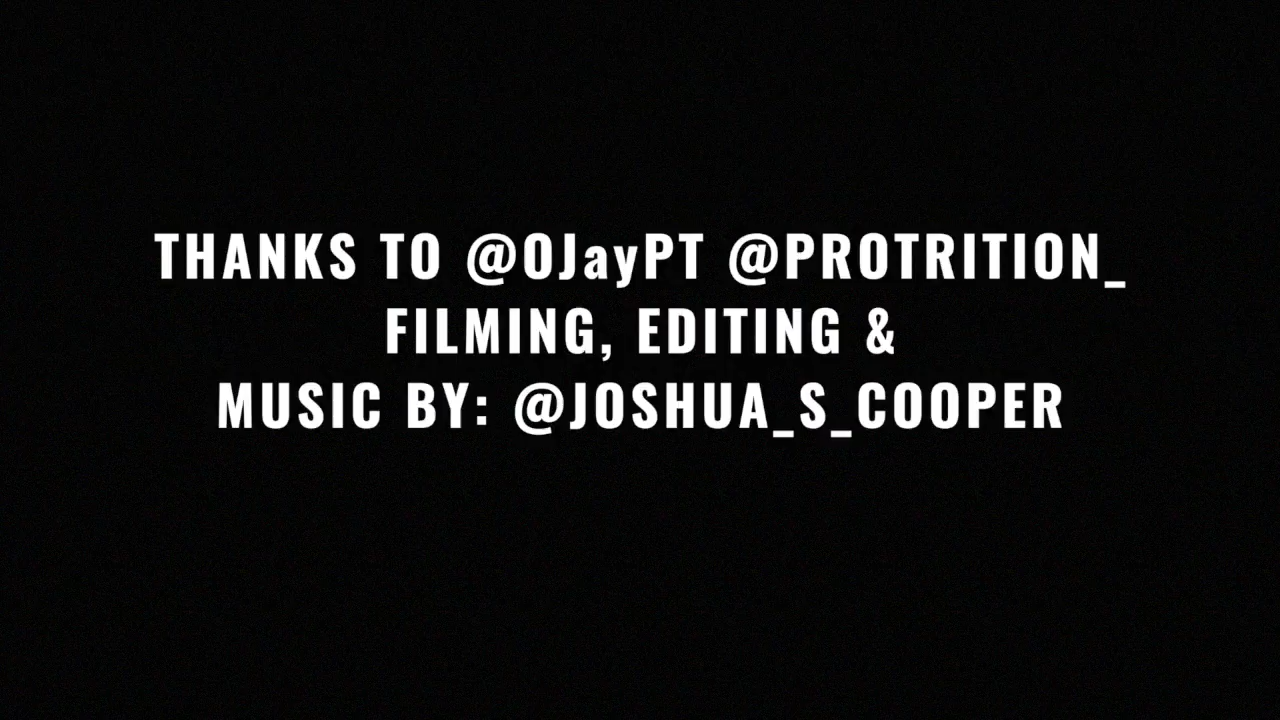 THANKS TO @OJayPT @PROTRITION_
FILMING, EDITING &
MUSIC BY: @JOSHUA_S_COOPER